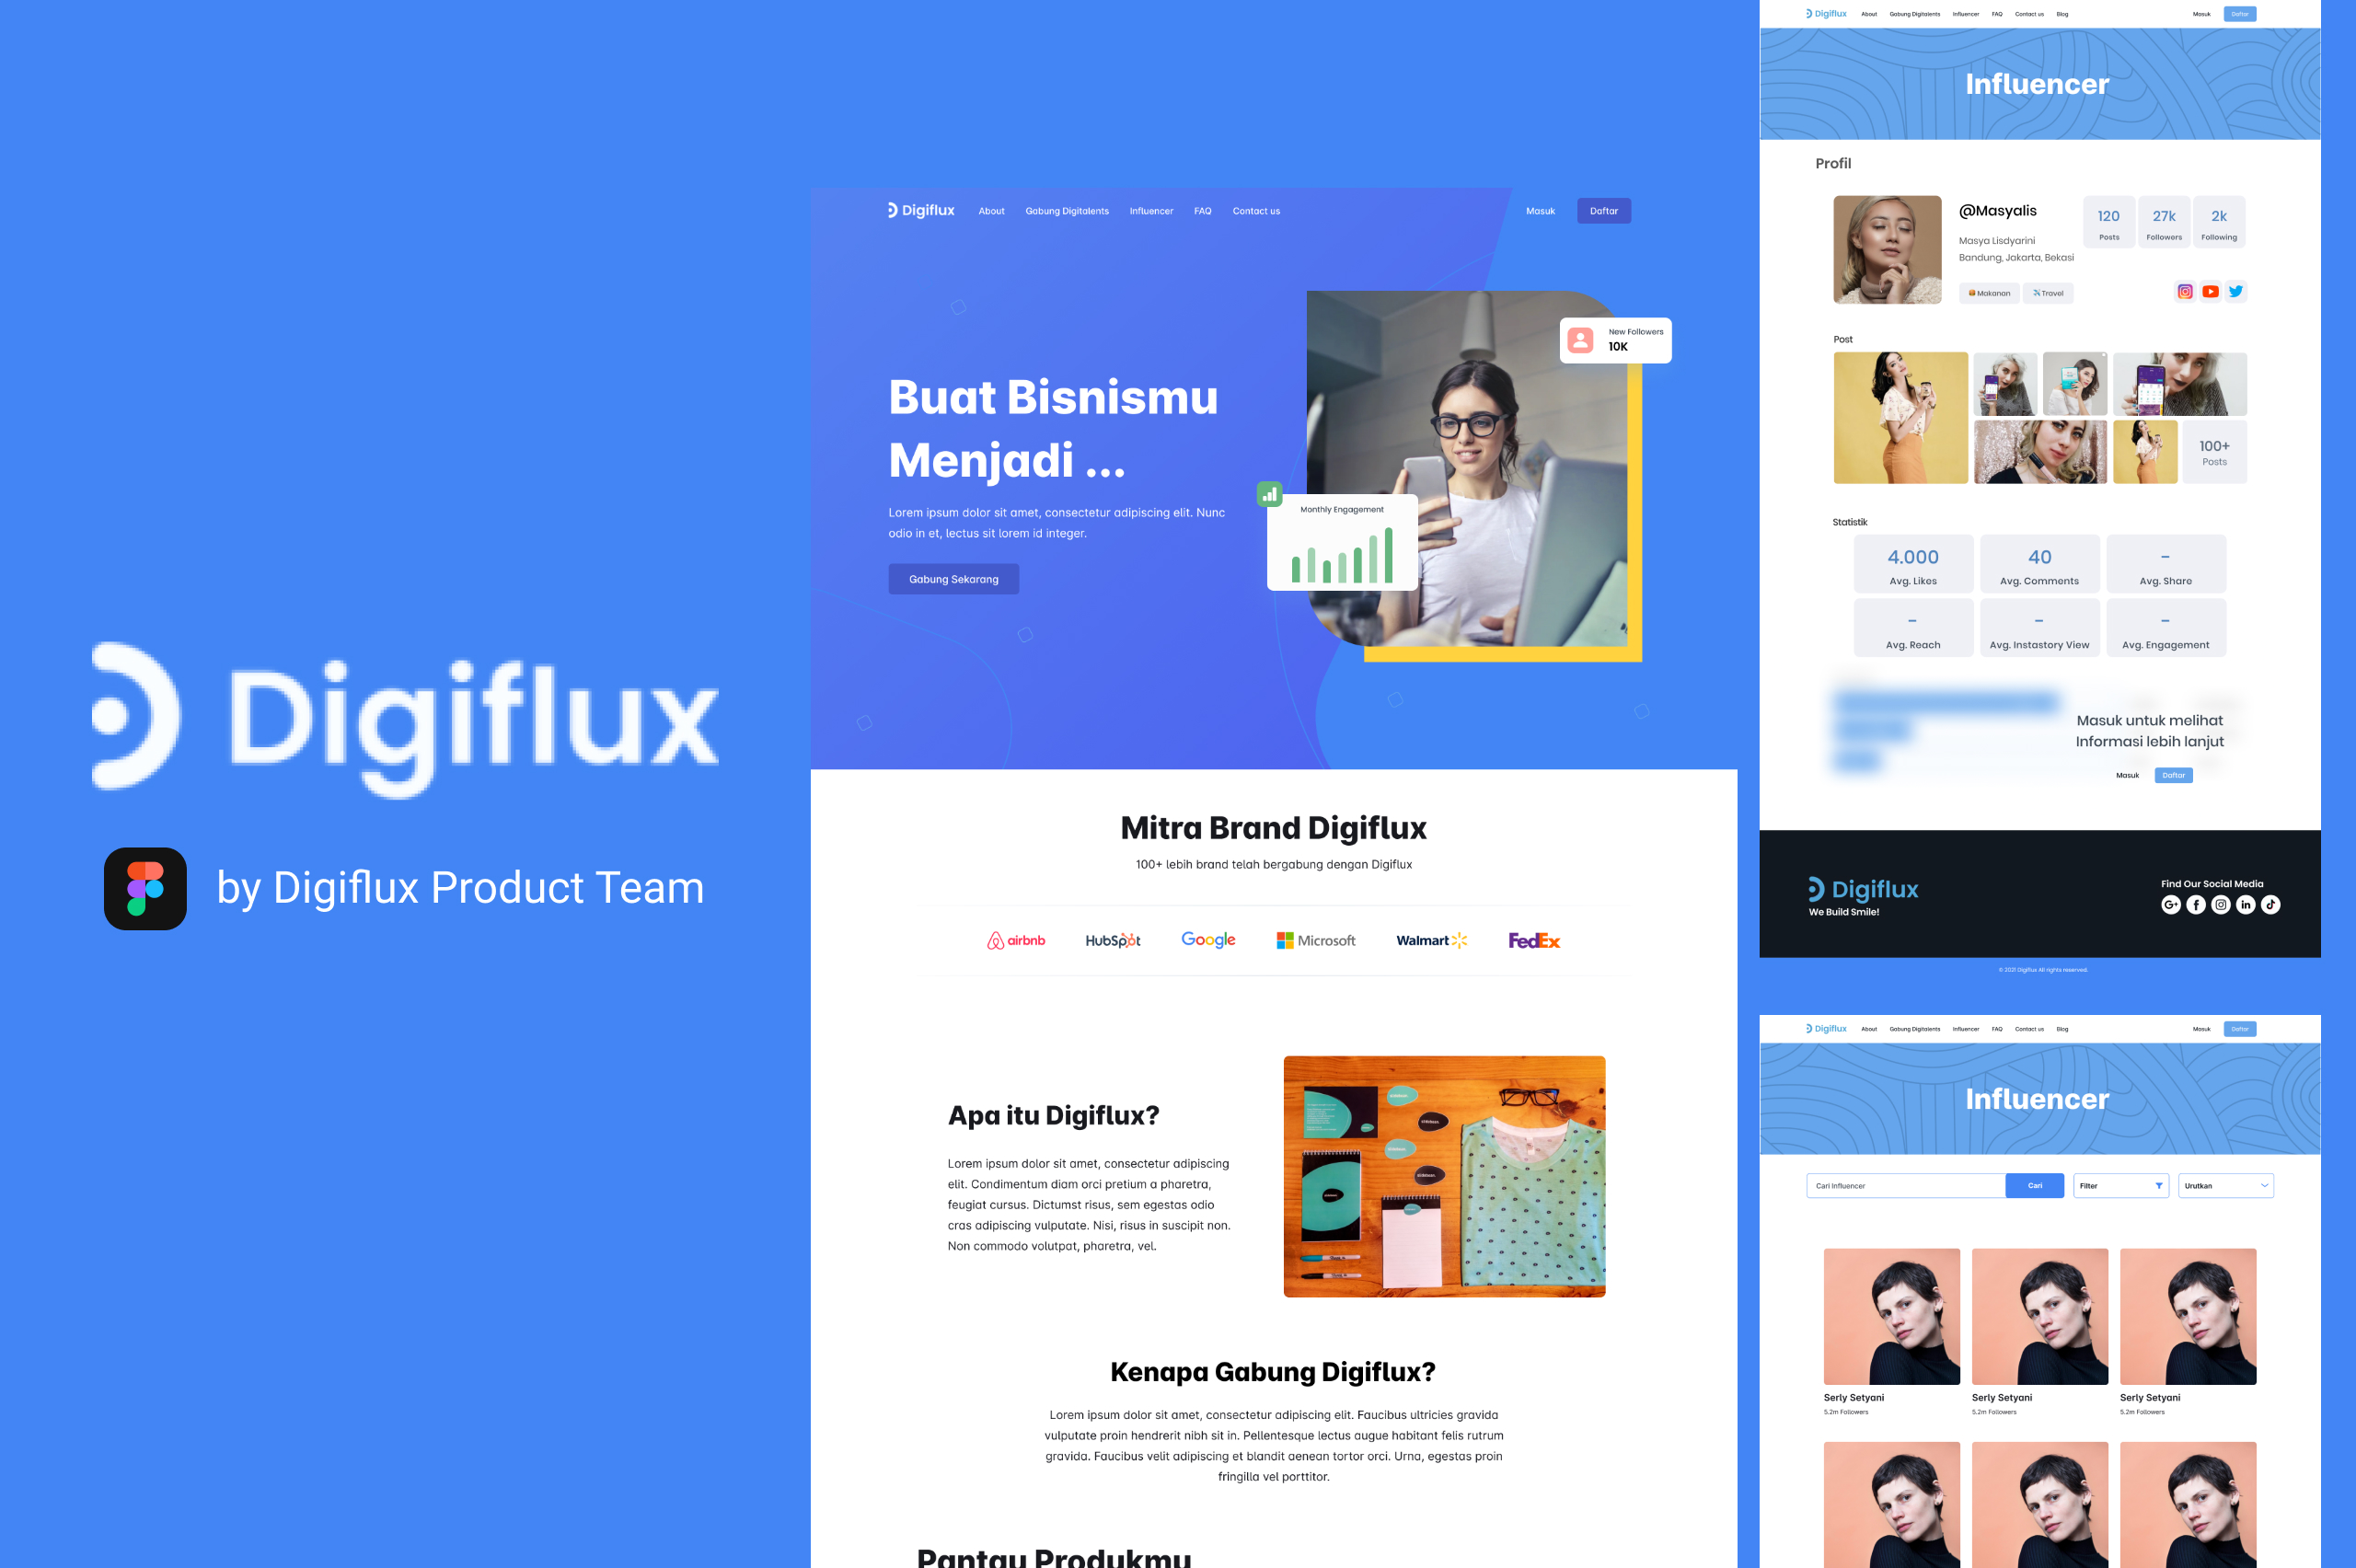 Digiflux
by Digiflux Product Team
Digiflux About Gabung Digitalents Influencer FAQ Contact us Masuk Daftar
Buat Bisnismu
Menjadi ...
Lorem ipsum dolor sit amet, consectetur adipiscing elit. Nunc
odio in et, lectus sit lorem id integer.
Gabung Sekarang
New Followers
10K
Monthly Engagement
Mitra Brand Digiflux
100+ lebih brand telah bergabung dengan Digiflux
airbnb HubSpot Google Microsoft Walmart FedEx
Apa itu Digiflux?
Lorem ipsum dolor sit amet, consectetur adipiscing
elit. Condimentum diam orci pretium a pharetra,
feugiat cursus. Dictumst risus, sem egestas odio
cras adipiscing vulputate. Nisi, risus in suscipit non.
Non commodo volutpat, pharetra, vel.
Kenapa Gabung Digiflux?
Lorem ipsum dolor sit amet, consectetur adipiscing elit. Faucibus ultricies gravida
vulputate proin hendrerit nibh sit in. Pellentesque lectus augue habitant felis rutrum
gravida. Faucibus velit adipiscing et blandit aenean tortor orci. Urna, egestas proin
fringilla vel porttitor.
Pantau Produkmu
Digiflux About Gabung Digitalents Influencer FAQ Contact us Blog Masuk Daftar
Influencer
Profil
@Masyalis
Masya Lisdyarini
Bandung, Jakarta, Bekasi
Makanan Travel
120 27k 2k
Posts Followers Following
Post
100+
Posts
Statistik
4.000 40 -
Avg. Likes Avg. Comments Avg. Share
- - -
Avg. Reach Avg. Instastory View Avg. Engagement
Masuk untuk melihat
Informasi lebih lanjut
Masuk Daftar
Digiflux
We Build Smile!
Find Our Social Media
© 2021 Digiflux All rights reserved.
Digiflux About Gabung Digitalents Influencer FAQ Contact us Blog Masuk Daftar
Influencer
Cari Influencer Cari Filter Urutkan
Serly Setyani Serly Setyani Serly Setyani
5.2m Followers 5.2m Followers 5.2m Followers